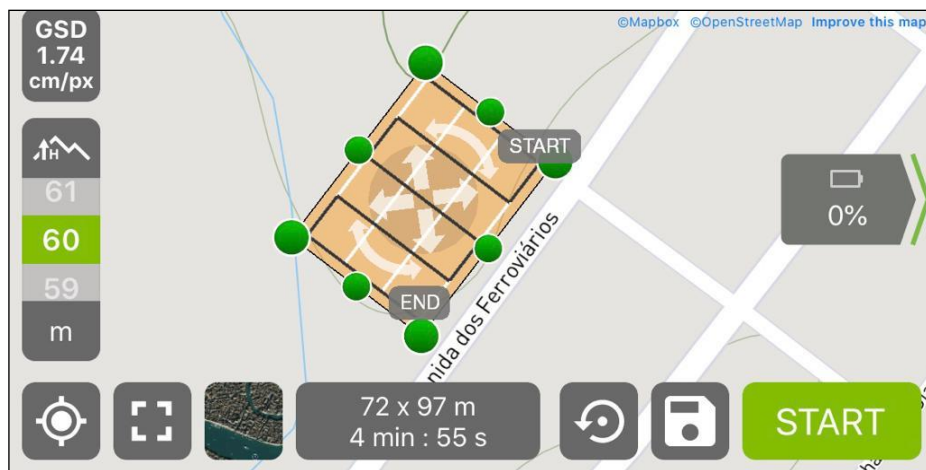 GSD
1.74
cm/px
©Mapbox ©OpenStreetMap Improve this map
H
61
60
59
m
START
END
nida dos Ferroviários
0%
72 x 97 m
4 min : 55 s
START